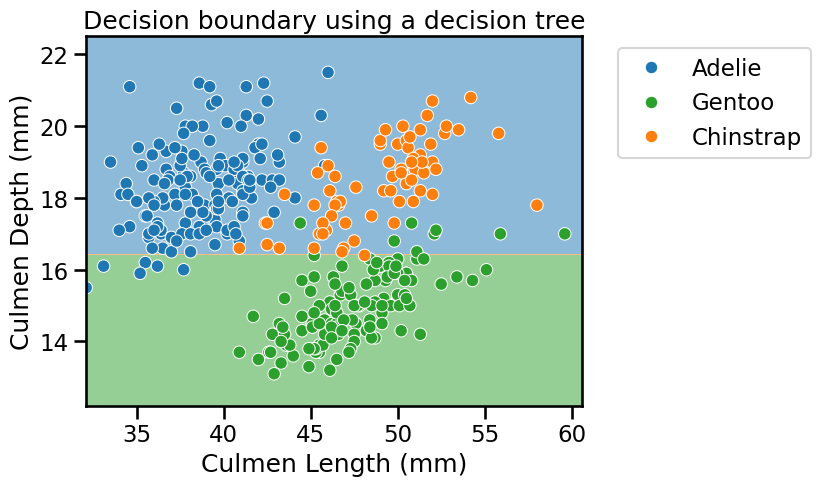 Decision boundary using a decision tree
Adelie
Gentoo
Chinstrap
22
20
18
16
14
Culmen Depth (mm)
35 40 45 50 55 60
Culmen Length (mm)